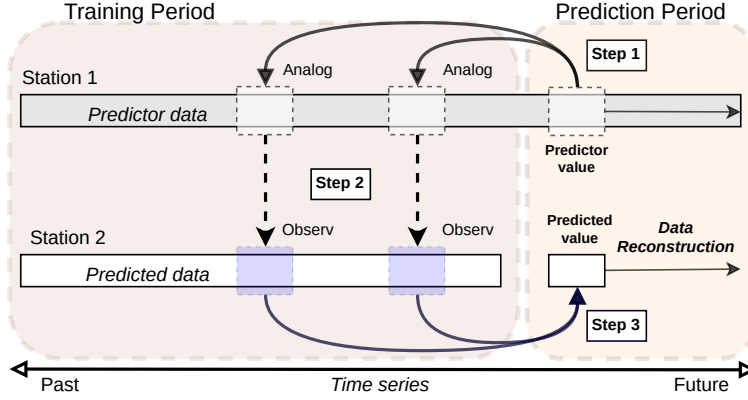 Training Period
Prediction Period
Step 1
Station 1
Analog
Analog
Predictor data
Predictor
value
Step 2
Station 2
Observ
Observ
Predicted
value
Data
Reconstruction
Predicted data
Step 3
Past
Time series
Future